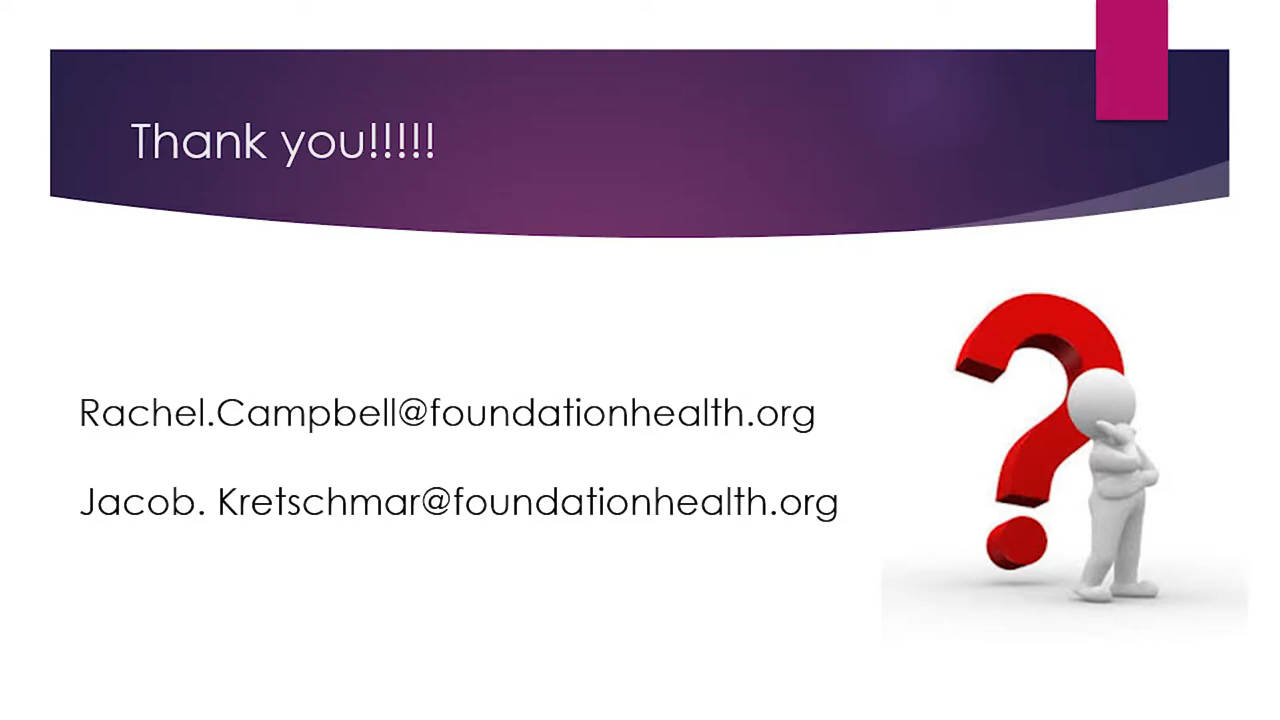 Thank you!!!!!
Rachel.Campbell@foundationhealth.org
Jacob. Kretschmar@foundationhealth.org